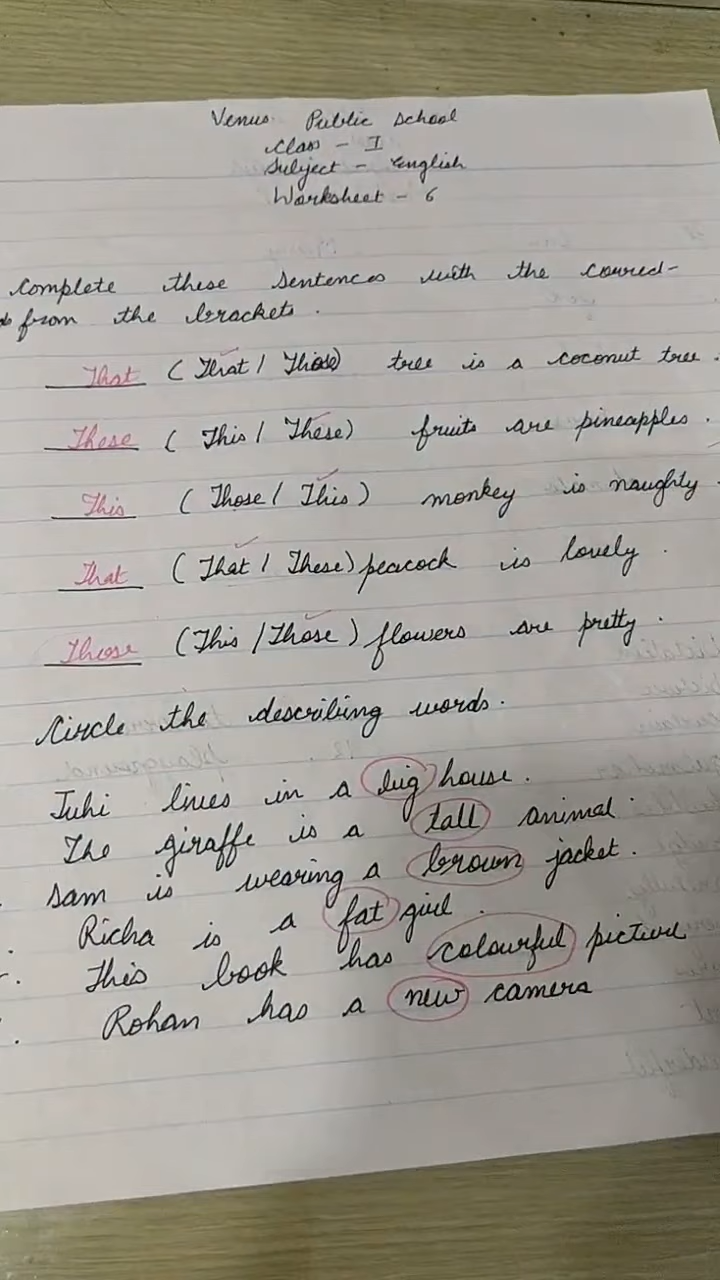 Venus Public School
Class - I
Subject - English
Worksheet - 6
Complete these sentences with the correct
from the brackets.
That (That / Those) tree is a coconut tree.
These (This / These) fruits are pineapples.
This (Those / This) monkey is naughty.
That (That / These) peacock is lovely.
Those (This / Those) flowers are pretty.
Circle the describing words.
Juhi lives in a big house.
The giraffe is a tall animal.
Sam is wearing a brown jacket.
Richa is a fat girl.
This book has colourful picture
Rohan has a new camera